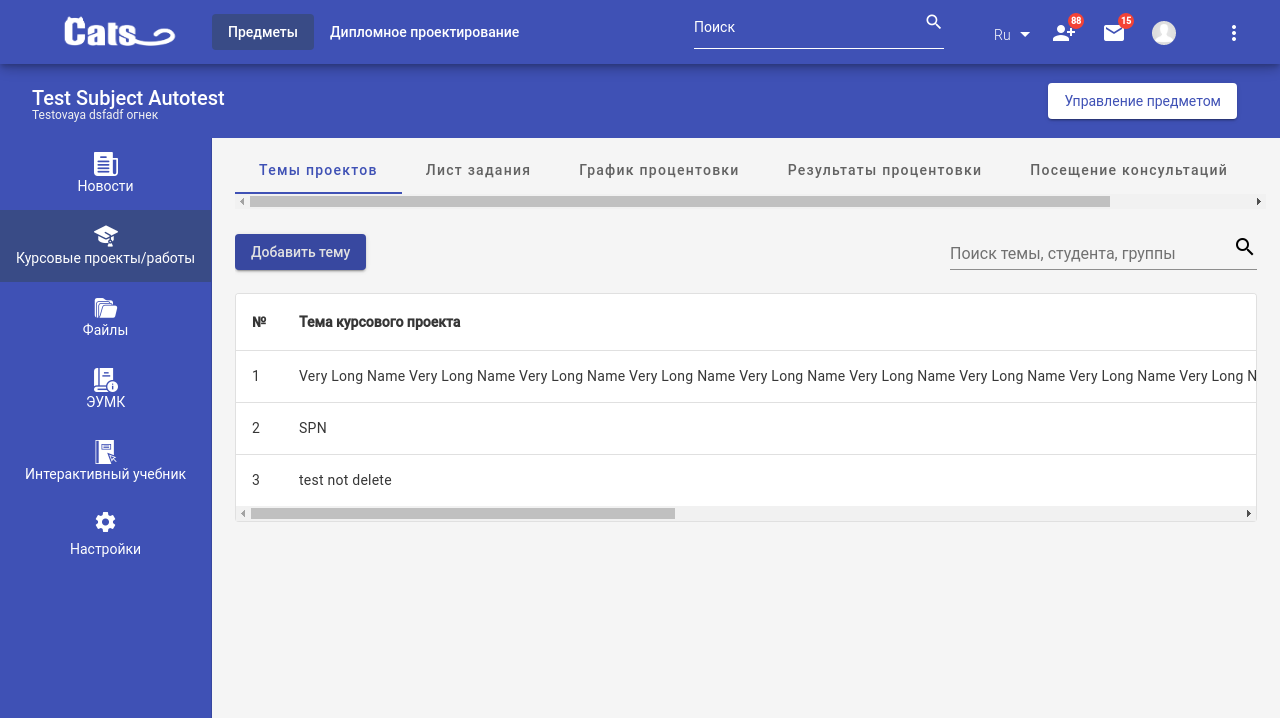 Cats
Предметы
Дипломное проектирование
Поиск
Ru
88
15
Test Subject Autotest
Testovaya dsfadf огнек
Управление предметом
Новости
Курсовые проекты/работы
Файлы
ЭУМК
Интерактивный учебник
Настройки
Темы проектов
Лист задания
График процентовки
Результаты процентовки
Посещение консультаций
Добавить тему
Поиск темы, студента, группы
№ Тема курсового проекта
1 Very Long Name Very Long Name Very Long Name Very Long Name Very Long Name Very Long Name Very Long Name Very Long Name Very Long N
2 SPN
3 test not delete